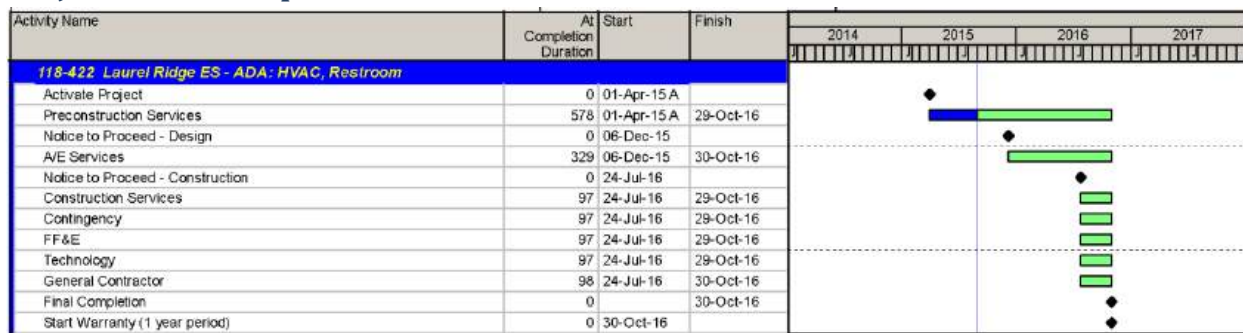 Activity Name At Completion Duration Start Finish
2014 2015 2016 2017
J J J J J J J J
118-422 Laurel Ridge ES - ADA: HVAC, Restroom
Activate Project 0 01-Apr-15 A
Preconstruction Services 578 01-Apr-15 A 29-Oct-16
Notice to Proceed - Design 0 06-Dec-15
A/E Services 329 06-Dec-15 30-Oct-16
Notice to Proceed - Construction 0 24-Jul-16
Construction Services 97 24-Jul-16 29-Oct-16
Contingency 97 24-Jul-16 29-Oct-16
FF&E 97 24-Jul-16 29-Oct-16
Technology 97 24-Jul-16 29-Oct-16
General Contractor 98 24-Jul-16 30-Oct-16
Final Completion 0 30-Oct-16
Start Warranty (1 year period) 0 30-Oct-16